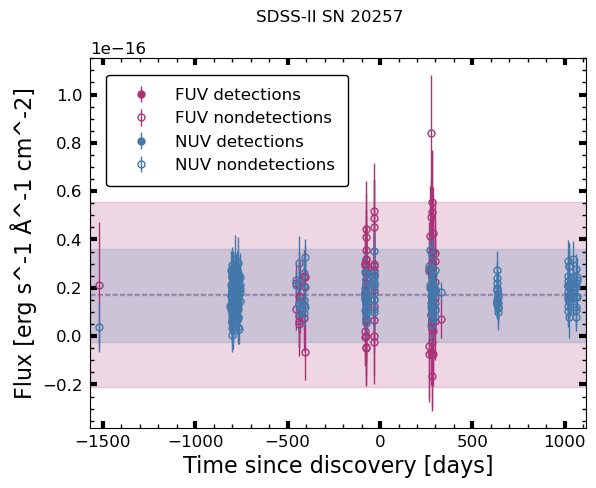 SDSS-II SN 20257
1e−16
FUV detections
FUV nondetections
NUV detections
NUV nondetections
1.0
0.8
0.6
0.4
0.2
0.0
−0.2
Flux [erg s^-1 Å^-1 cm^-2]
−1500 −1000 −500 0 500 1000
Time since discovery [days]